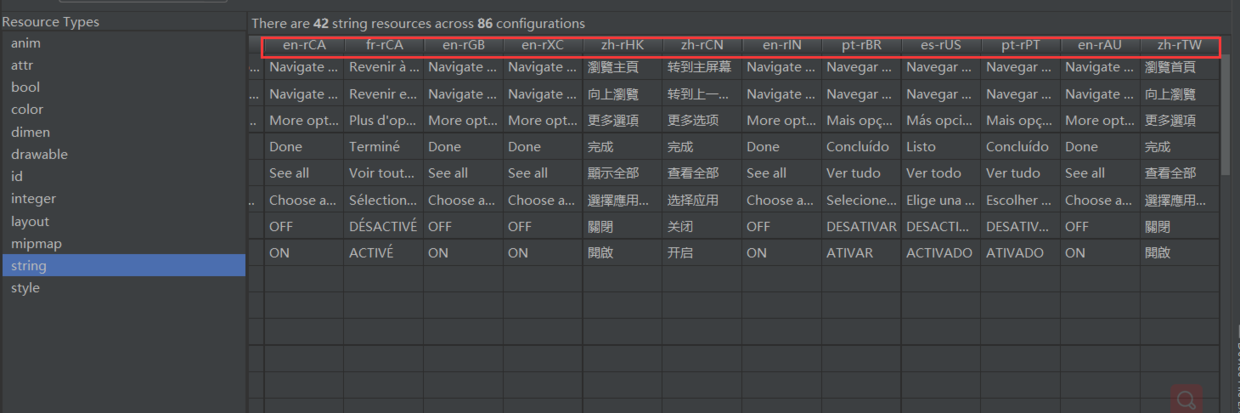 Resource Types
anim
attr
bool
color
dimen
drawable
id
integer
layout
mipmap
string
style
There are 42 string resources across 86 configurations
en-rCA fr-rCA en-rGB en-rXC zh-rHK zh-rCN en-rIN pt-rBR es-rUS pt-rPT en-rAU zh-rTW
... Navigate ... Revenir à ... Navigate ... Navigate ... 瀏覽主頁 转到主屏幕 Navigate ... Navegar ... Navegar ... Navegar ... Navigate ... 瀏覽首頁
... Navigate ... Revenir e... Navigate ... Navigate ... 向上瀏覽 转到上一... Navigate ... Navegar ... Navegar ... Navegar ... Navigate ... 向上瀏覽
.. More opt... Plus d'op... More opt... More opt... 更多選項 更多选项 More opt... Mais opç... Más opci... Mais opç... More opt... 更多選項
Done Terminé Done Done 完成 完成 Done Concluído Listo Concluído Done 完成
See all Voir tout... See all See all 顯示全部 查看全部 See all Ver tudo Ver todo Ver tudo See all 查看全部
.. Choose a... Sélection... Choose a... Choose a... 選擇應用... 选择应用 Choose a... Selecione... Elige una ... Escolher ... Choose a... 選擇應用...
OFF DÉSACTIVÉ OFF OFF 關閉 关闭 OFF DESATIVAR DESACTI... DESATIV... OFF 關閉
ON ACTIVÉ ON ON 開啟 开启 ON ATIVAR ACTIVADO ATIVADO ON 開啟